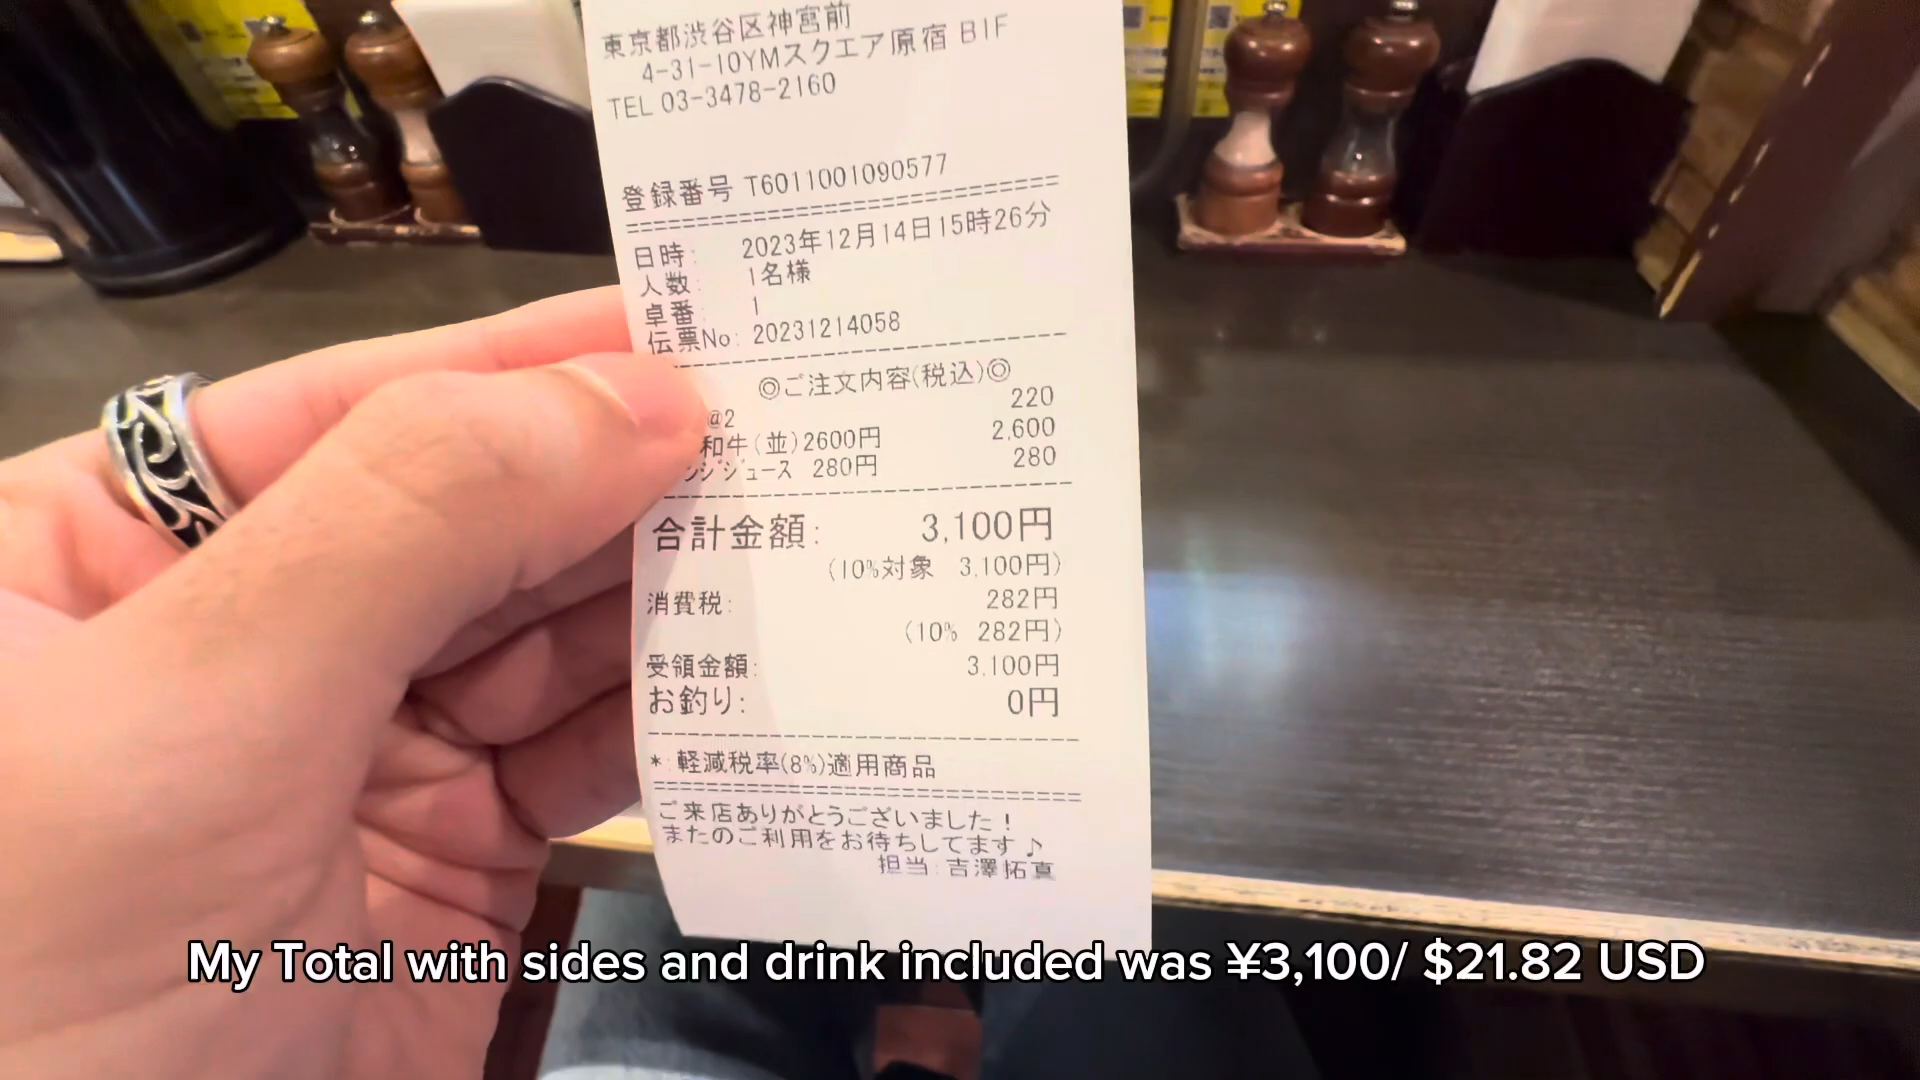 東京都渋谷区神宮前
4-31-10YMスクエア原宿 B1F
TEL 03-3478-2160
登録番号 T6011001090577
日時: 2023年12月14日15時26分
人数: 1名様
卓番: 1
伝票No: 20231214058
◎ご注文内容(税込)◎
@2 220
和牛(並)2600円 2,600
ンジジュース 280円 280
合計金額: 3,100円
(10%対象 3,100円)
消費税: 282円
(10% 282円)
受領金額: 3,100円
お釣り: 0円
*:軽減税率(8%)適用商品
ご来店ありがとうございました!
またのご利用をお待ちしてます♪
担当:吉澤拓真
My Total with sides and drink included was ¥3,100/ $21.82 USD